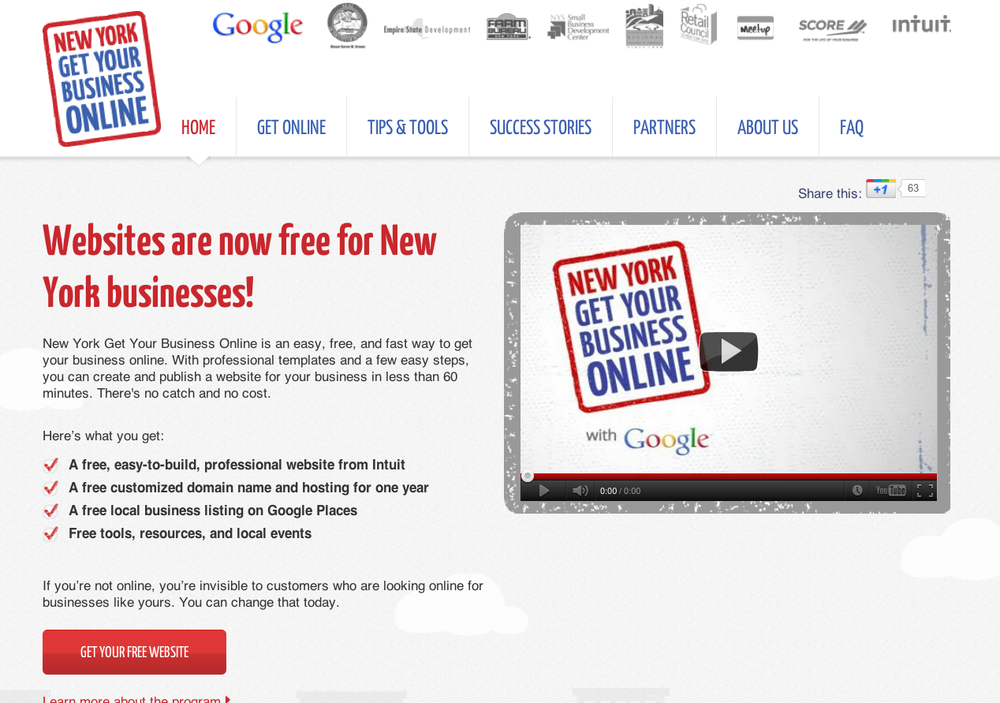 NEW YORK
GET YOUR
BUSINESS
ONLINE
Google
Empire State Development
FARM
BUREAU
NEW YORK
NYS
Small
Business
Development
Center
Retail
Council
meetup
SCORE
FOR THE LIFE OF YOUR BUSINESS
intuit.
HOME
GET ONLINE
TIPS & TOOLS
SUCCESS STORIES
PARTNERS
ABOUT US
FAQ
Share this: +1 63
Websites are now free for New
York businesses!
New York Get Your Business Online is an easy, free, and fast way to get
your business online. With professional templates and a few easy steps,
you can create and publish a website for your business in less than 60
minutes. There's no catch and no cost.
Here's what you get:
A free, easy-to-build, professional website from Intuit
A free customized domain name and hosting for one year
A free local business listing on Google Places
Free tools, resources, and local events
If you're not online, you're invisible to customers who are looking online for
businesses like yours. You can change that today.
GET YOUR FREE WEBSITE
Learn more about the program
NEW YORK
GET YOUR
BUSINESS
ONLINE
with Google
0:00 / 0:00
YouTube